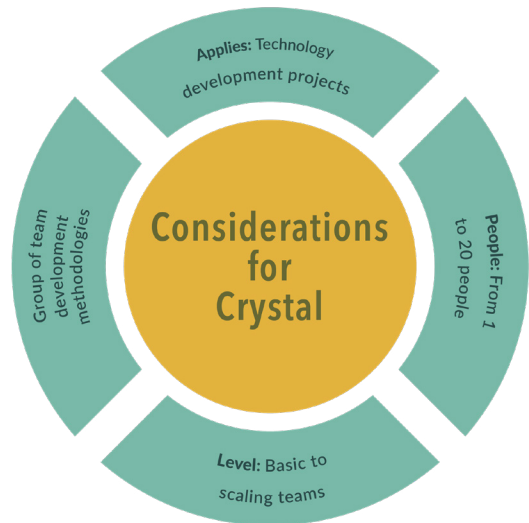 Applies: Technology
development projects
Considerations
for
Crystal
People: From 1
to 20 people
Level: Basic to
scaling teams
Group of team
development
methodologies